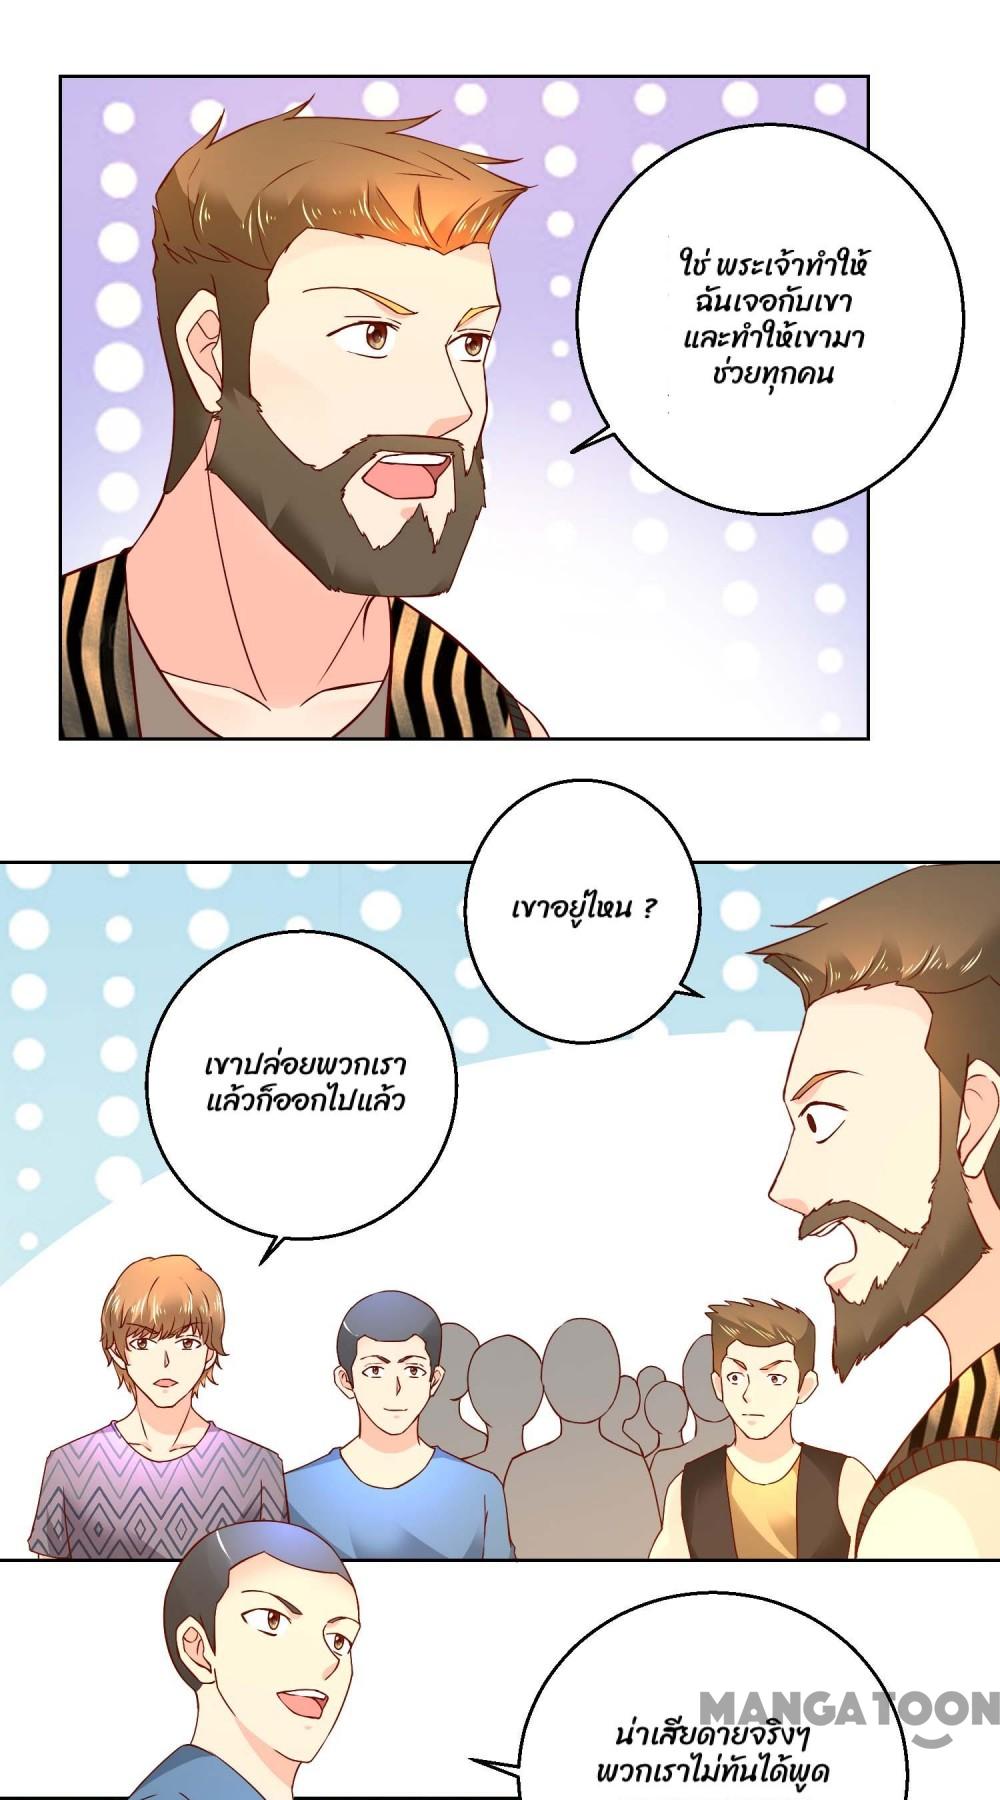 ใช่ พระเจ้าทำให้
ฉันเจอกับเขา
และทำให้เขามา
ช่วยทุกคน
เขาอยู่ไหน ?
เขาปล่อยพวกเรา
แล้วก็ออกไปแล้ว
MANGATOON
น่าเสียดายจริงๆ
พวกเราไม่ทันได้พูด